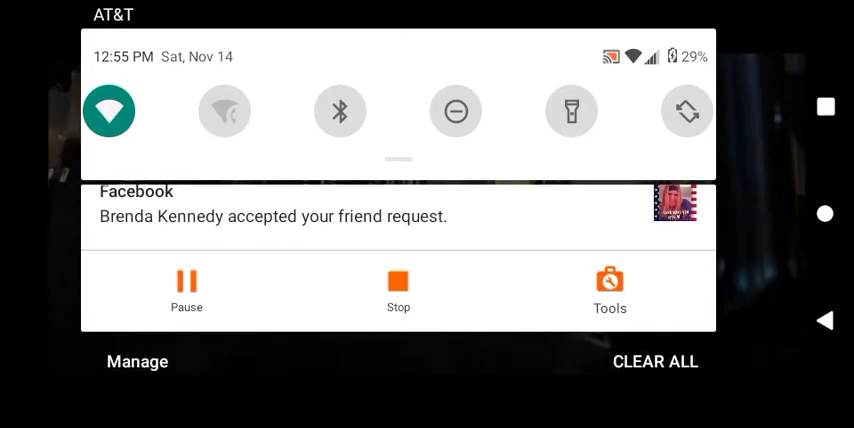 AT&T
12:55 PM Sat, Nov 14
29%
Facebook
Brenda Kennedy accepted your friend request.
Pause
Stop
Tools
Manage
CLEAR ALL